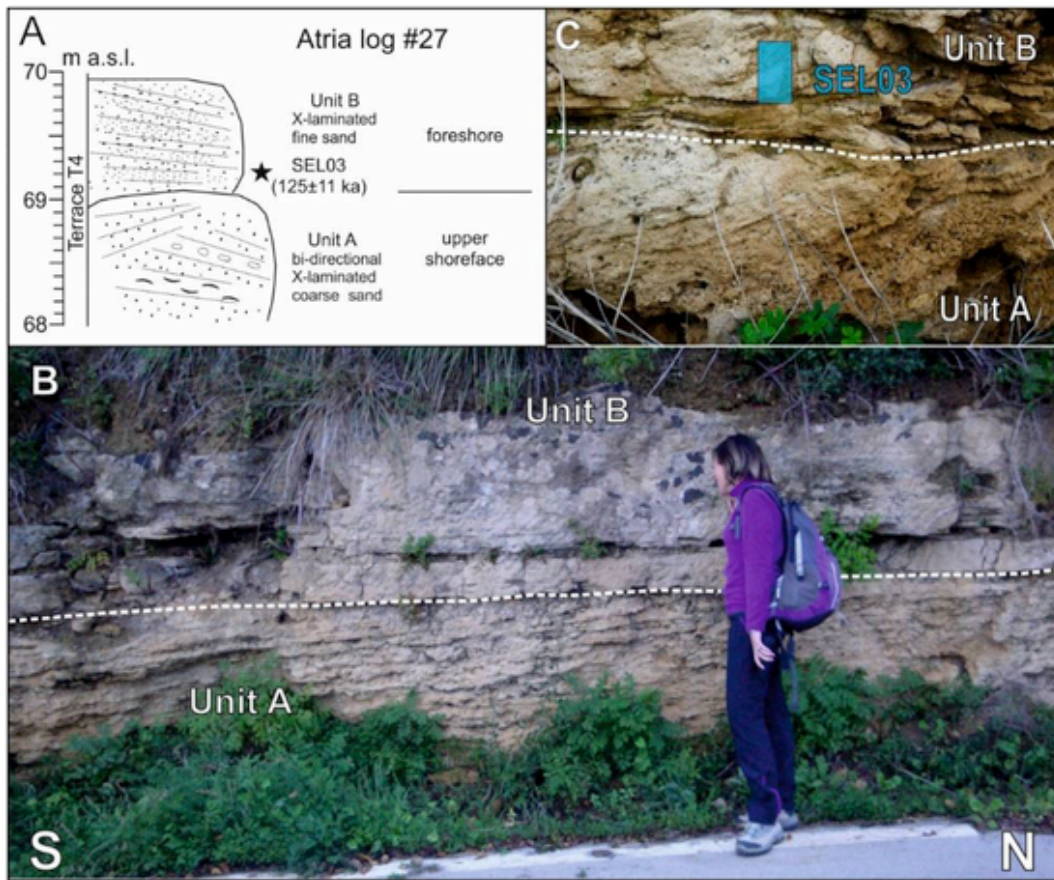 A
Atria log #27
m a.s.l.
70
69
68
Terrace T4
Unit B
X-laminated
fine sand
foreshore
SEL03
(125±11 ka)
Unit A
bi-directional
X-laminated
coarse sand
upper
shoreface
C
Unit B
SEL03
Unit A
B
Unit B
Unit A
S
N